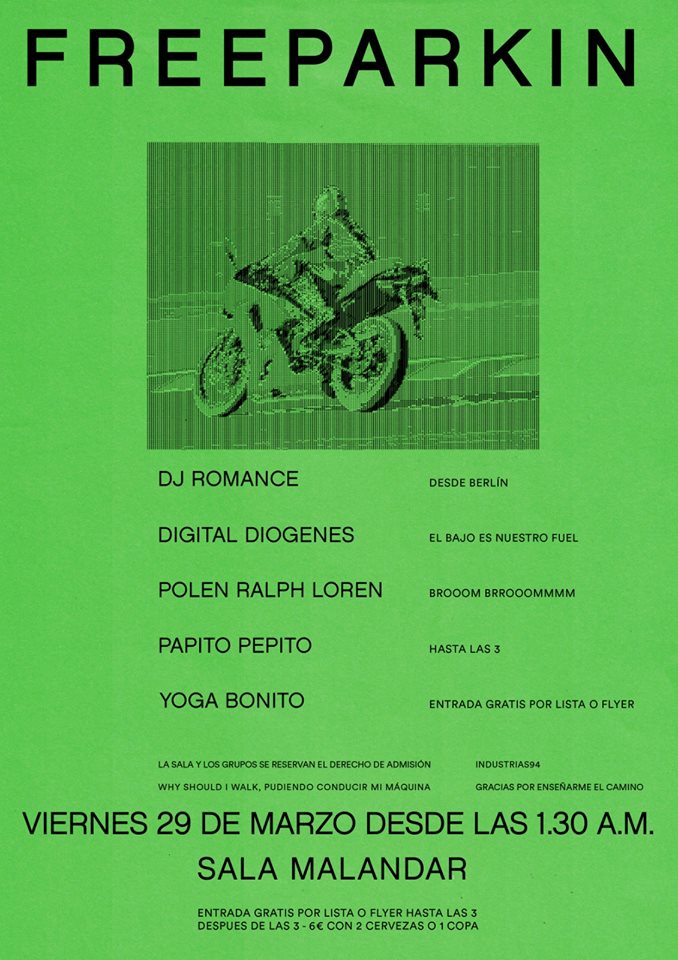 FREEPARKIN
DJ ROMANCE DESDE BERLÍN
DIGITAL DIOGENES EL BAJO ES NUESTRO FUEL
POLEN RALPH LOREN BROOOM BRROOOMMMM
PAPITO PEPITO HASTA LAS 3
YOGA BONITO ENTRADA GRATIS POR LISTA O FLYER
LA SALA Y LOS GRUPOS SE RESERVAN EL DERECHO DE ADMISIÓN INDUSTRIAS94
WHY SHOULD I WALK, PUDIENDO CONDUCIR MI MÁQUINA GRACIAS POR ENSEÑARME EL CAMINO
VIERNES 29 DE MARZO DESDE LAS 1.30 A.M.
SALA MALANDAR
ENTRADA GRATIS POR LISTA O FLYER HASTA LAS 3
DESPUES DE LAS 3 - 6€ CON 2 CERVEZAS O 1 COPA